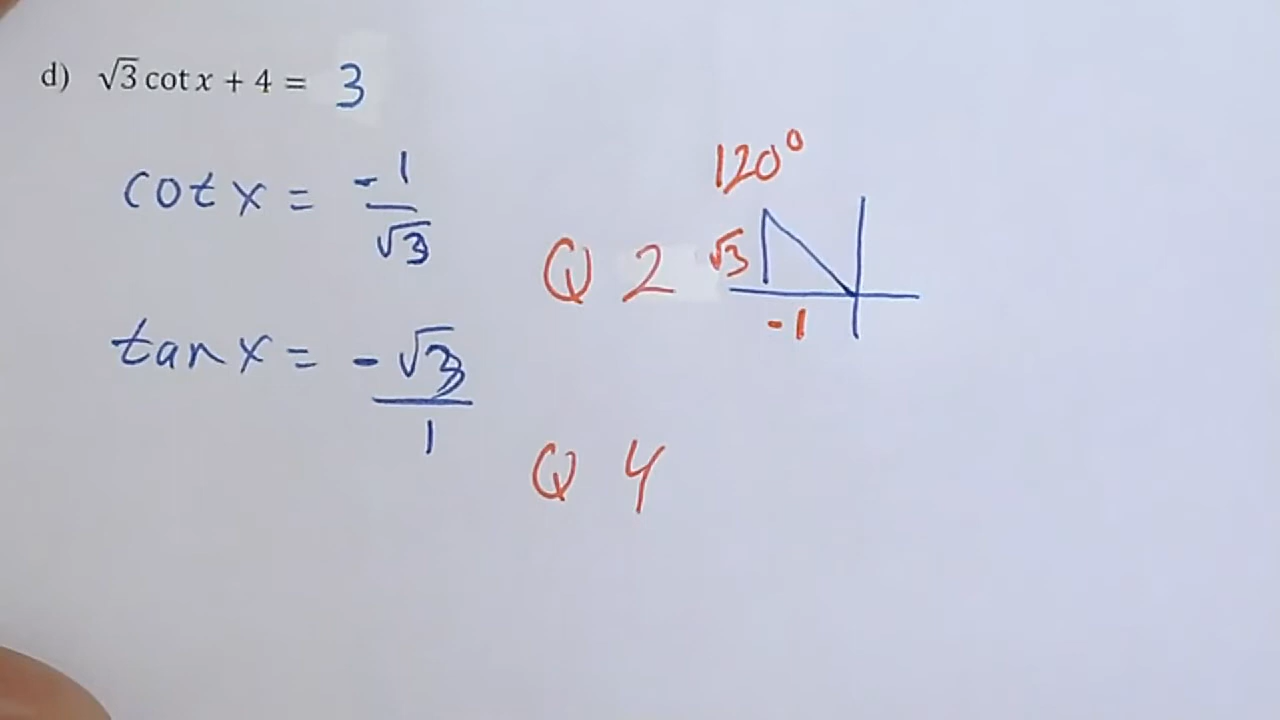 d) √3 cot x + 4 = 3
cot x = -1/√3
120°
Q 2
√3
-1
tan x = -√3/1
Q 4